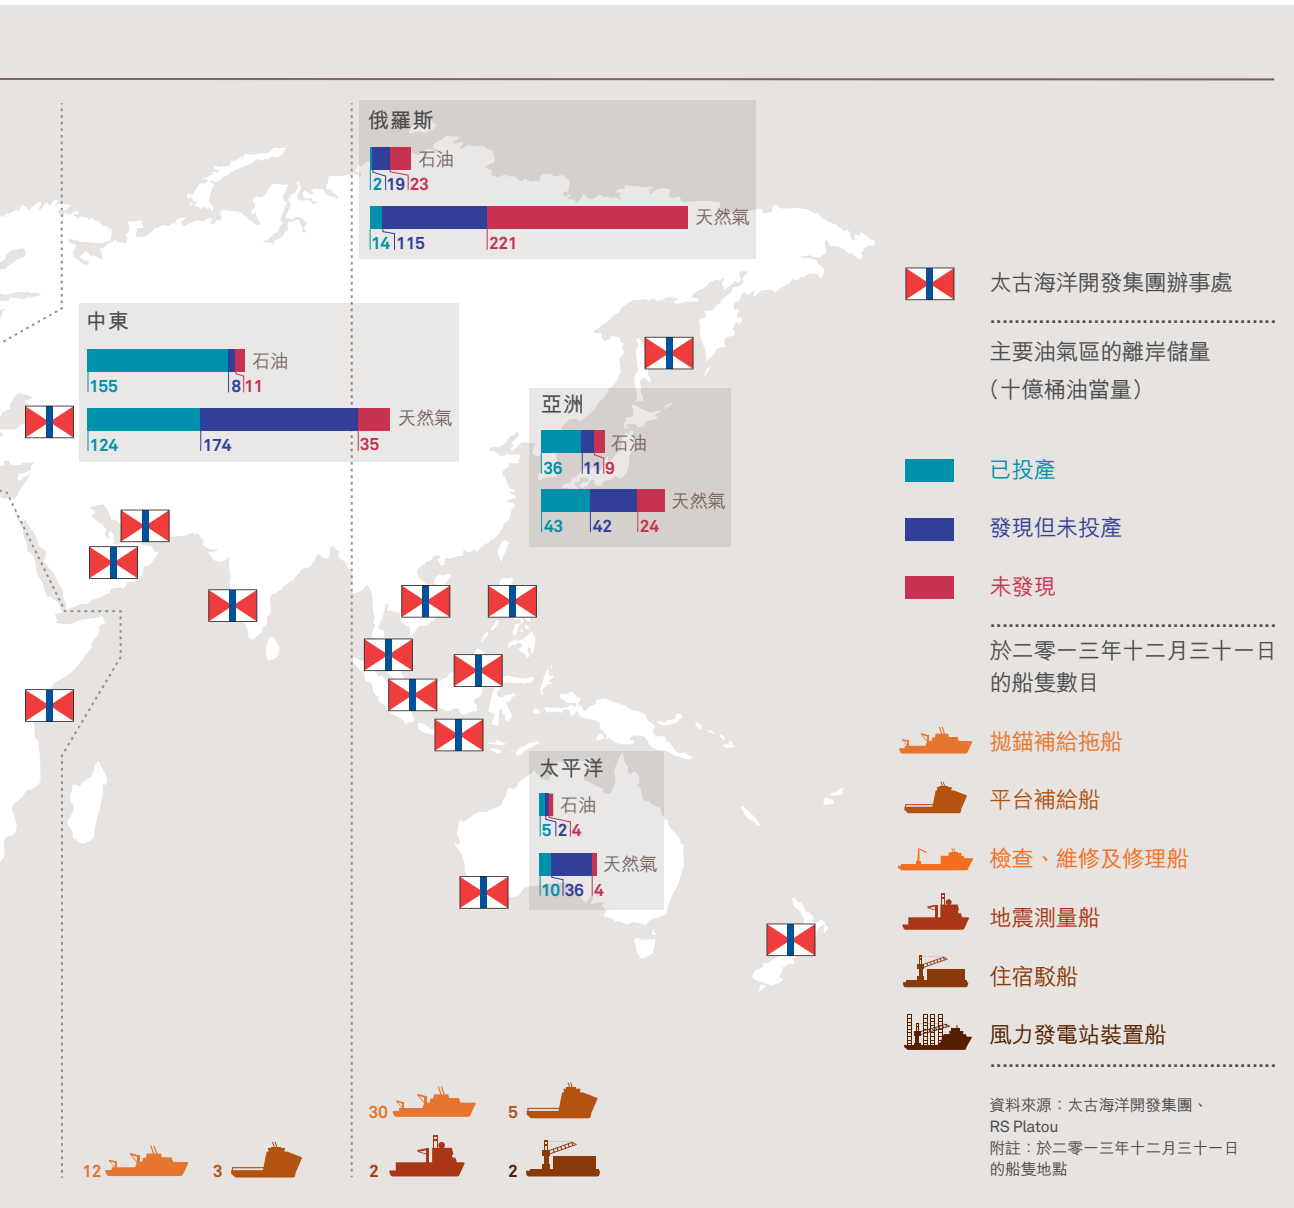 俄羅斯
石油
2 19 23
天然氣
14 115 221
中東
石油
155 8 11
天然氣
124 174 35
亞洲
石油
36 11 9
天然氣
43 42 24
太平洋
石油
5 2 4
天然氣
10 36 4
12 3
30 5
2 2
太古海洋開發集團辦事處
主要油氣區的離岸儲量
(十億桶油當量)
已投產
發現但未投產
未發現
於二零一三年十二月三十一日
的船隻數目
拋錨補給拖船
平台補給船
檢查、維修及修理船
地震測量船
住宿駁船
風力發電站裝置船
資料來源：太古海洋開發集團、
RS Platou
附註：於二零一三年十二月三十一日
的船隻地點